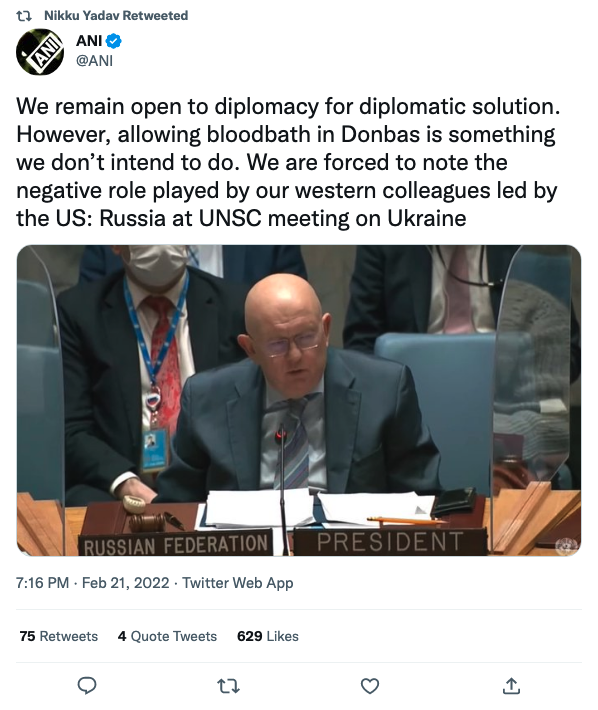 Nikku Yadav Retweeted
ANI
ANI
@ANI
We remain open to diplomacy for diplomatic solution.
However, allowing bloodbath in Donbas is something
we don't intend to do. We are forced to note the
negative role played by our western colleagues led by
the US: Russia at UNSC meeting on Ukraine
RUSSIAN FEDERATION
PRESIDENT
7:16 PM · Feb 21, 2022 · Twitter Web App
75 Retweets 4 Quote Tweets 629 Likes